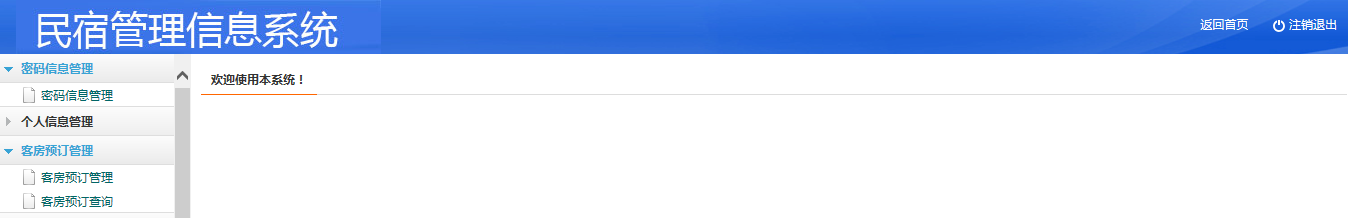 民宿管理信息系统
返回首页
注销退出
密码信息管理
密码信息管理
个人信息管理
客房预订管理
客房预订管理
客房预订查询
欢迎使用本系统！